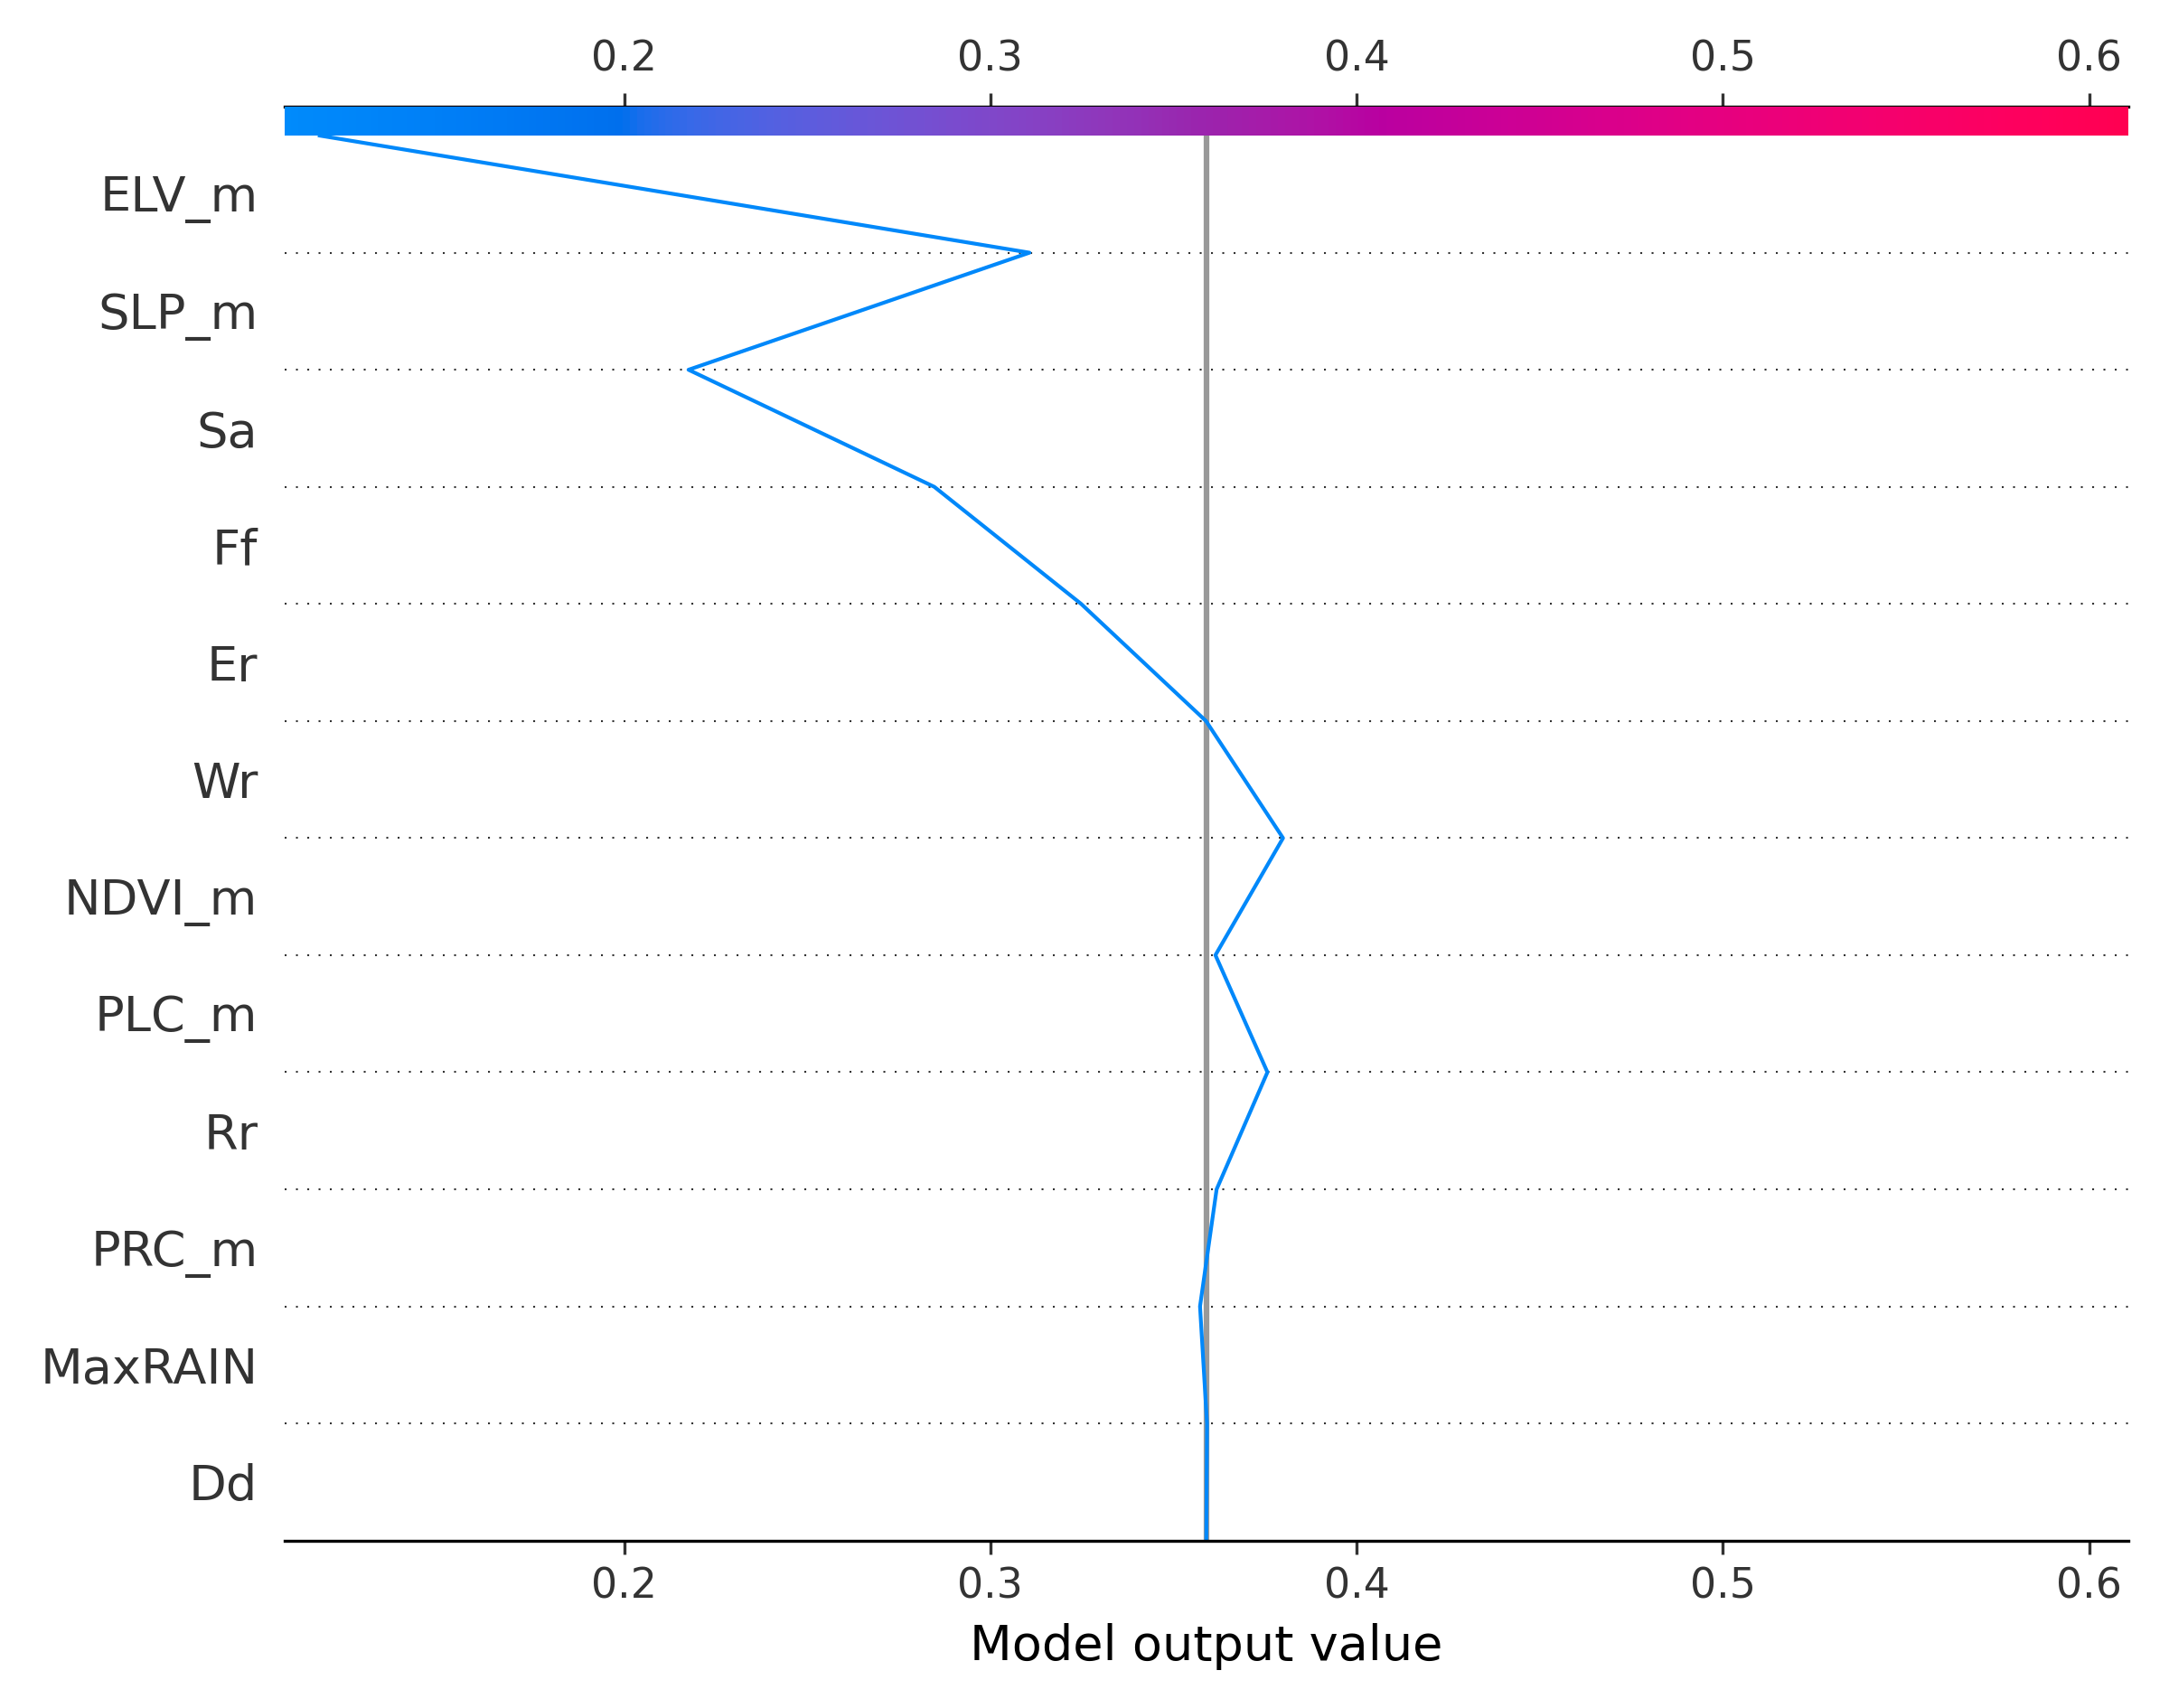 0.2 0.3 0.4 0.5 0.6
ELV_m
SLP_m
Sa
Ff
Er
Wr
NDVI_m
PLC_m
Rr
PRC_m
MaxRAIN
Dd
0.2 0.3 0.4 0.5 0.6
Model output value